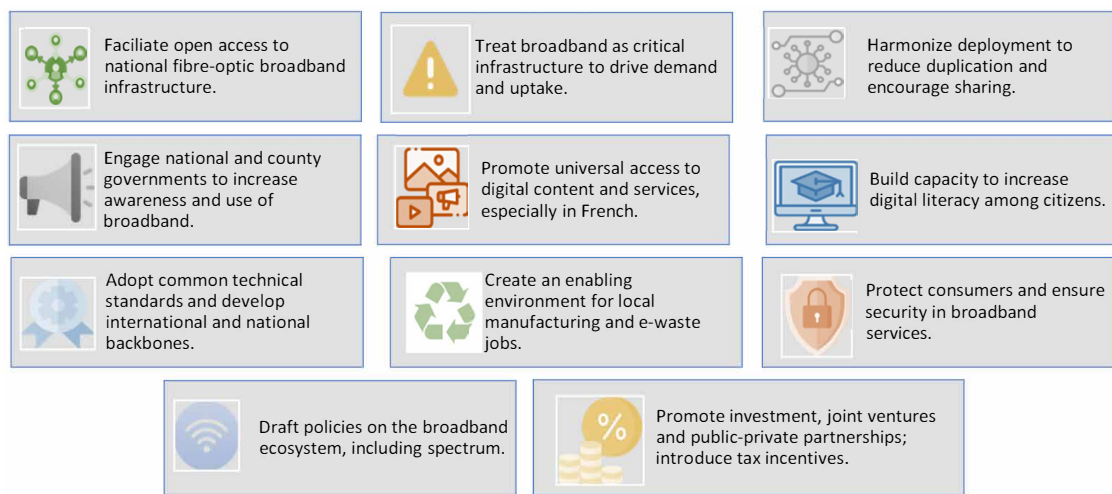 Faciliate open access to
national fibre-optic broadband
infrastructure.
Treat broadband as critical
infrastructure to drive demand
and uptake.
Harmonize deployment to
reduce duplication and
encourage sharing.
Engage national and county
governments to increase
awareness and use of
broadband.
Promote universal access to
digital content and services,
especially in French.
Build capacity to increase
digital literacy among citizens.
Adopt common technical
standards and develop
international and national
backbones.
Create an enabling
environment for local
manufacturing and e-waste
jobs.
Protect consumers and ensure
security in broadband
services.
Draft policies on the broadband
ecosystem, including spectrum.
%
Promote investment, joint ventures
and public-private partnerships;
introduce tax incentives.